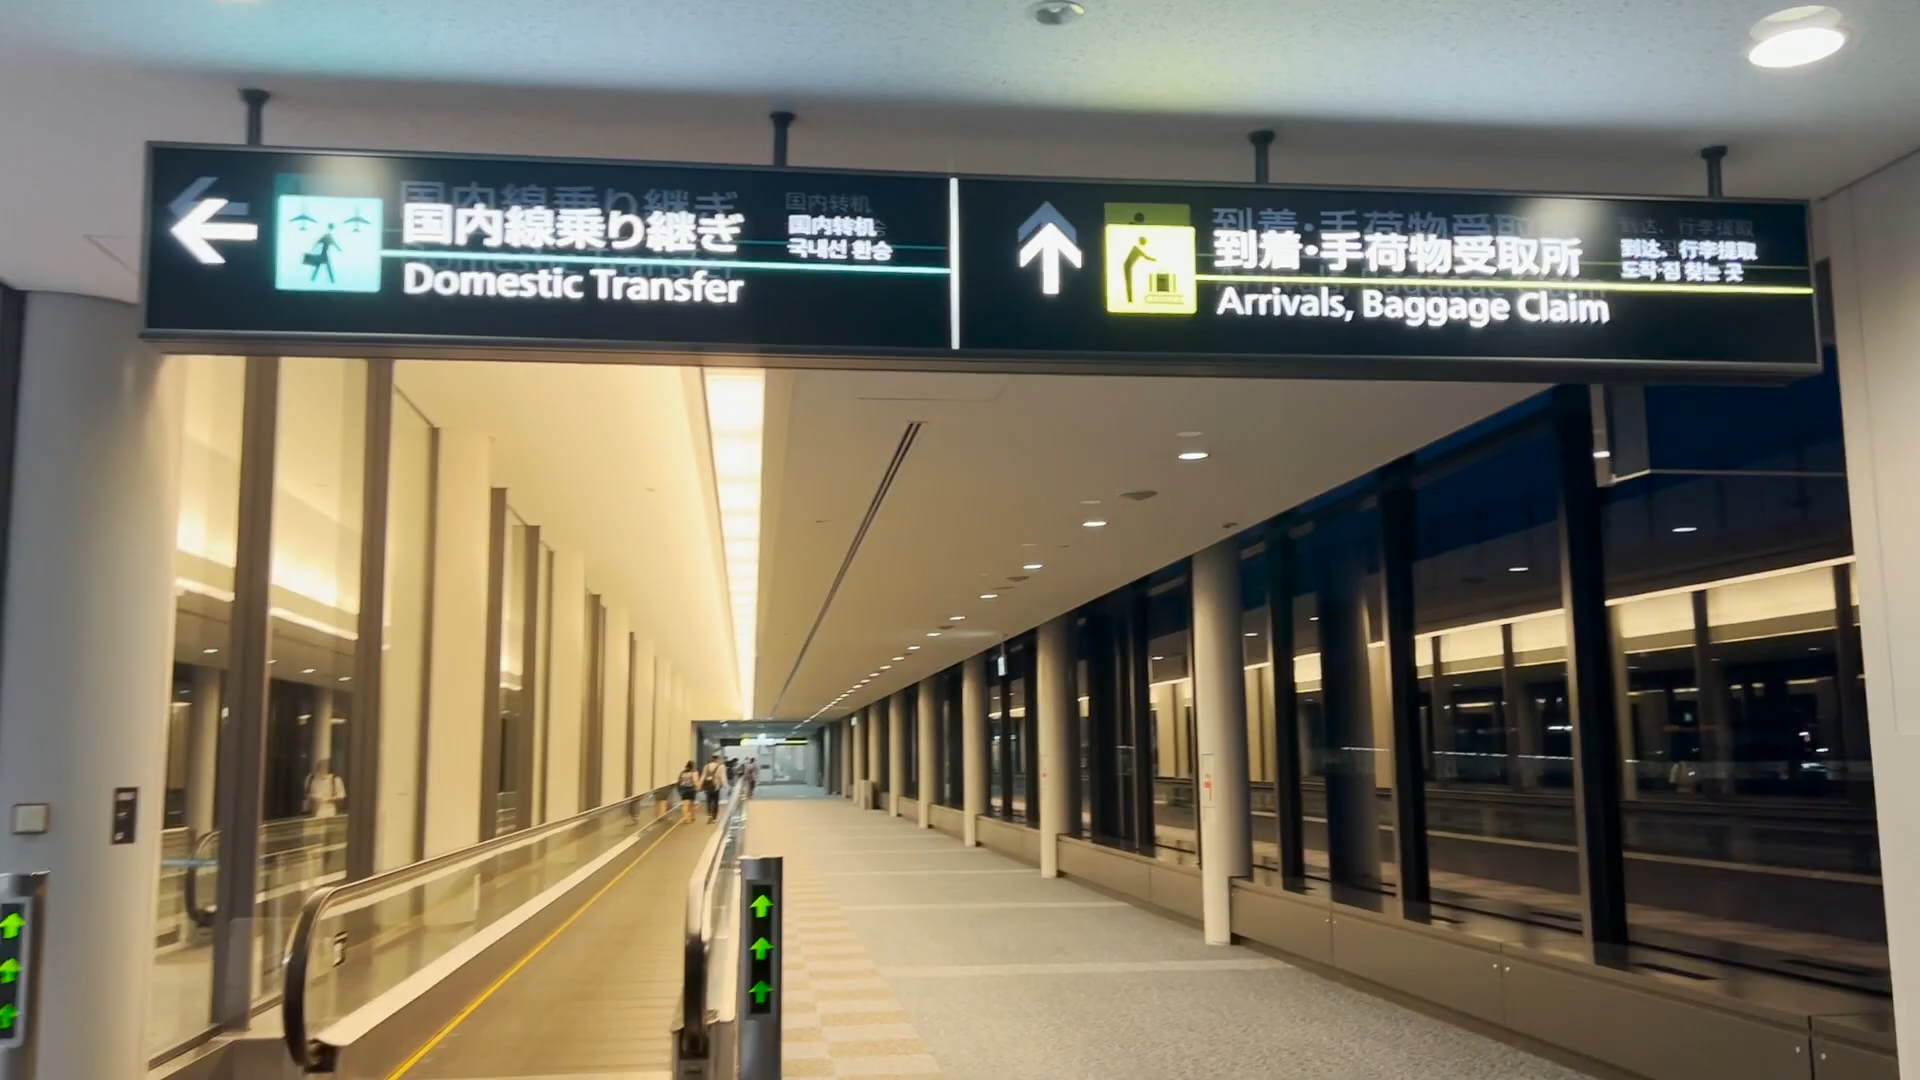 国内線乗り継ぎ
国内转机
국내선 환승
Domestic Transfer
到着・手荷物受取所
到达、行李提取
도착·짐 찾는 곳
Arrivals, Baggage Claim